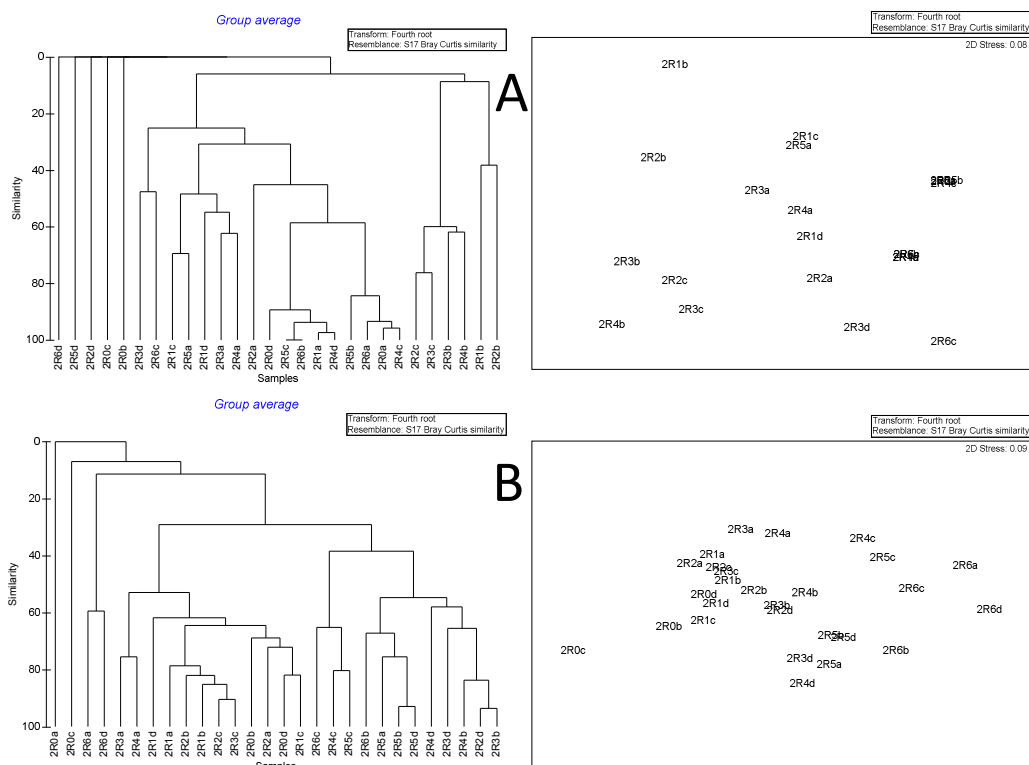 Group average
Transform: Fourth root
Resemblance: S17 Bray Curtis similarity
0
20
40
60
80
100
Similarity
2R6d
2R5d
2R2d
2R0c
2R0b
2R3d
2R6c
2R1c
2R5a
2R1d
2R3a
2R4a
2R2a
2R0d
2R5c
2R6b
2R1a
2R4d
2R5b
2R6a
2R0a
2R4c
2R2c
2R3c
2R3b
2R4b
2R1b
2R2b
Samples
A
Transform: Fourth root
Resemblance: S17 Bray Curtis similarity
2D Stress: 0.08
2R1b
2R1c
2R5a
2R2b
2R3a
2R4a
2R1d
2R3b
2R2c
2R2a
2R3c
2R4b
2R3d
2R6c
Group average
Transform: Fourth root
Resemblance: S17 Bray Curtis similarity
0
20
40
60
80
100
Similarity
2R0a
2R0c
2R6a
2R6d
2R3a
2R4a
2R1d
2R1a
2R2b
2R1b
2R2c
2R3c
2R0b
2R2a
2R0d
2R1c
2R6c
2R4c
2R5c
2R6b
2R5a
2R5b
2R5d
2R4d
2R3d
2R4b
2R2d
2R3b
Samples
B
Transform: Fourth root
Resemblance: S17 Bray Curtis similarity
2D Stress: 0.09
2R3a
2R4a
2R4c
2R1a
2R5c
2R2a
2R2c
2R6a
2R3c
2R1b
2R6c
2R2b
2R4b
2R0d
2R1d
2R3b
2R2d
2R6d
2R1c
2R0b
2R5b
2R5d
2R0c
2R6b
2R3d
2R5a
2R4d